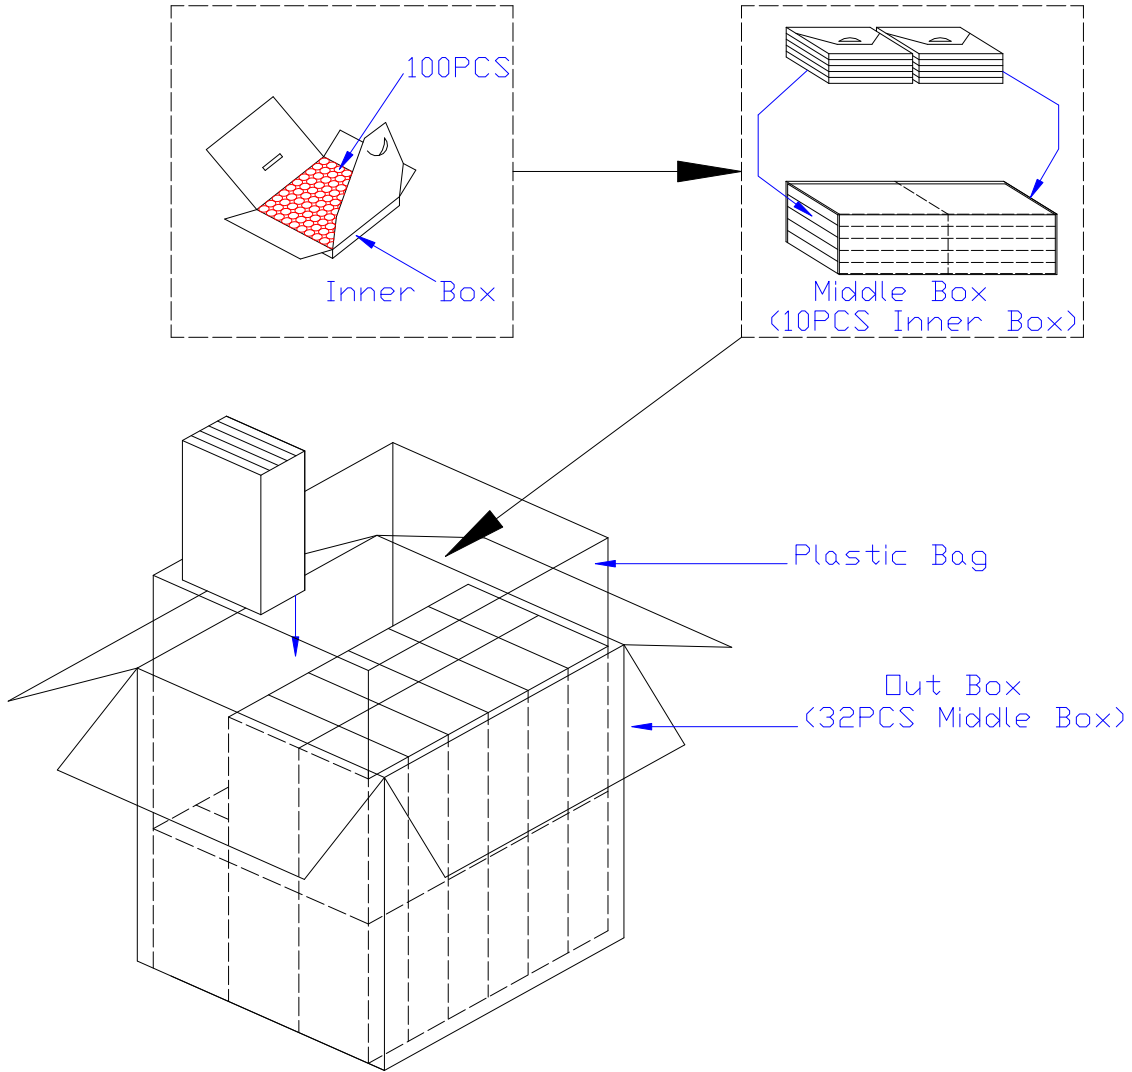 100PCS
Inner Box
Middle Box
(10PCS Inner Box)
Plastic Bag
Out Box
(32PCS Middle Box)